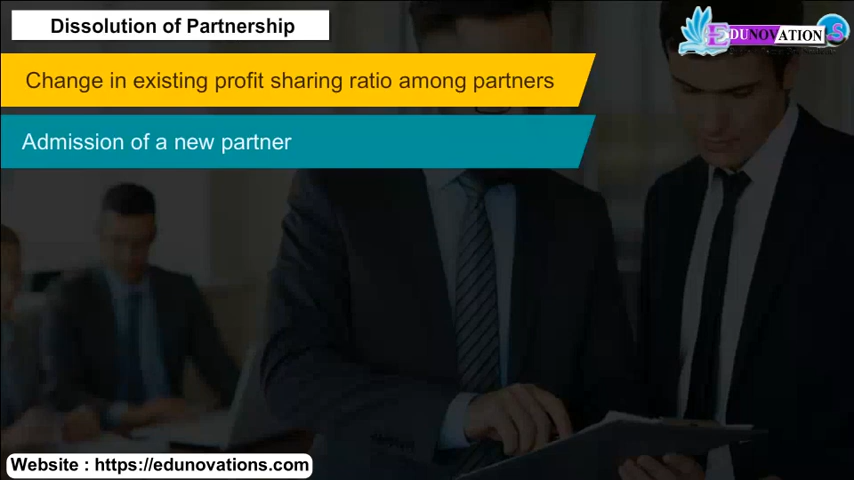 Dissolution of Partnership
EDUNOVATION S
Change in existing profit sharing ratio among partners
Admission of a new partner
Website : https://edunovations.com